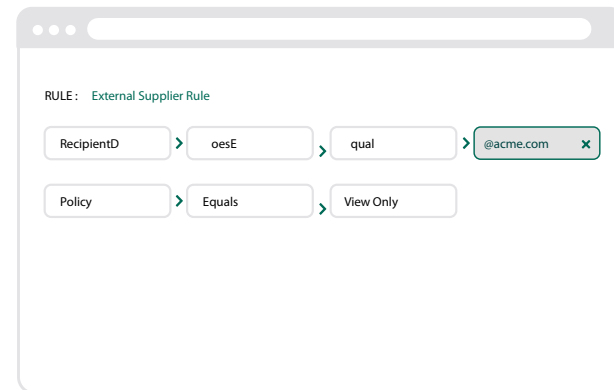 RULE : External Supplier Rule
RecipientD oesE qual @acme.com
Policy Equals View Only